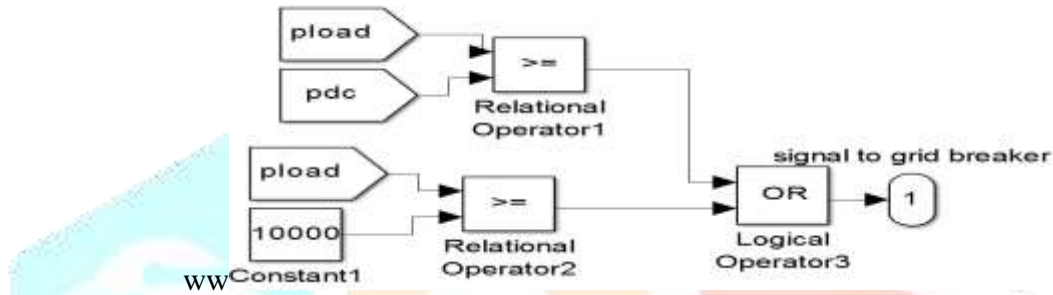 pload
>=
pdc
Relational
Operator1
signal to grid breaker
pload
>=
OR
1
10000
Relational
Operator2
Logical
Operator3
wwConstant1